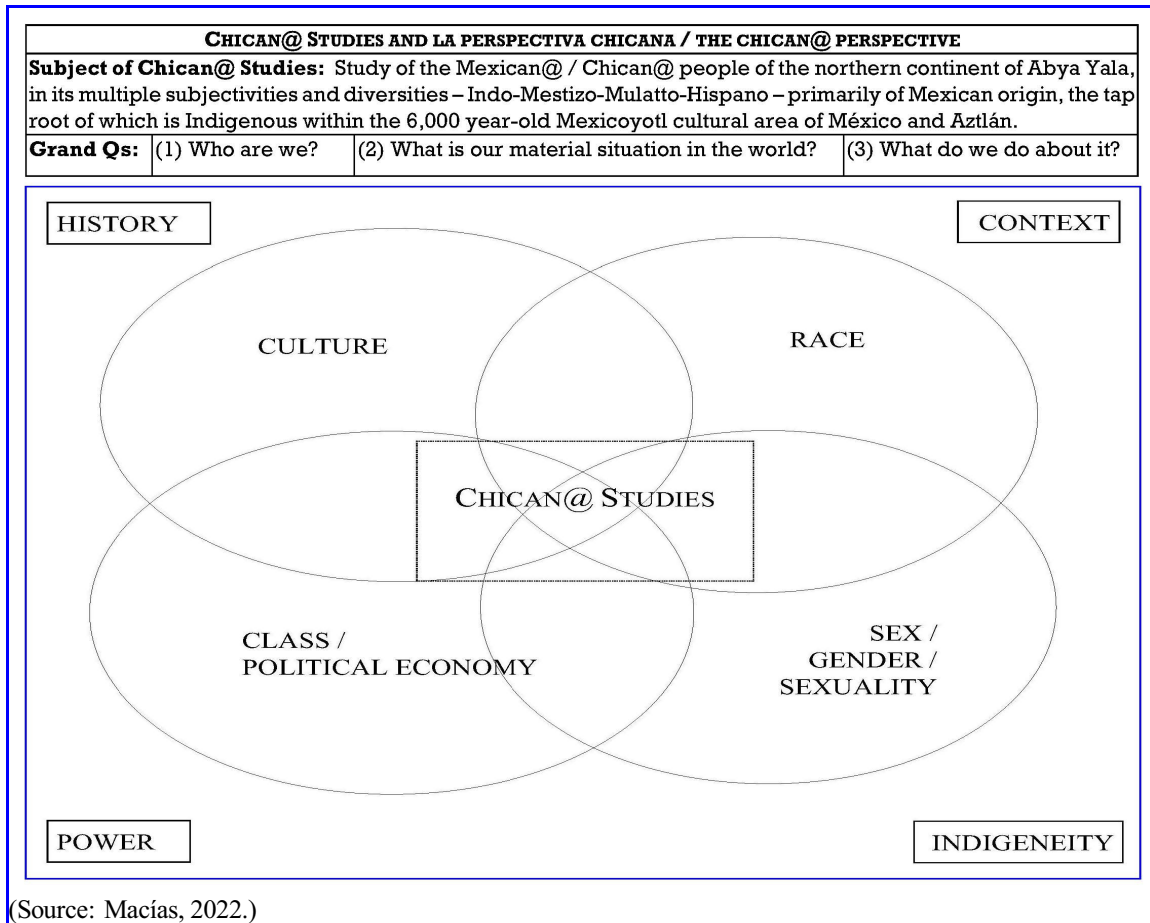 CHICAN@ STUDIES AND LA PERSPECTIVA CHICANA / THE CHICAN@ PERSPECTIVE
Subject of Chican@ Studies: Study of the Mexican@ / Chican@ people of the northern continent of Abya Yala,
in its multiple subjectivities and diversities – Indo-Mestizo-Mulatto-Hispano – primarily of Mexican origin, the tap
root of which is Indigenous within the 6,000 year-old Mexicoyotl cultural area of México and Aztlán.
Grand Qs: (1) Who are we? (2) What is our material situation in the world? (3) What do we do about it?
HISTORY
CONTEXT
CULTURE
RACE
CHICAN@ STUDIES
CLASS /
POLITICAL ECONOMY
SEX /
GENDER /
SEXUALITY
POWER
INDIGENEITY
(Source: Macías, 2022.)